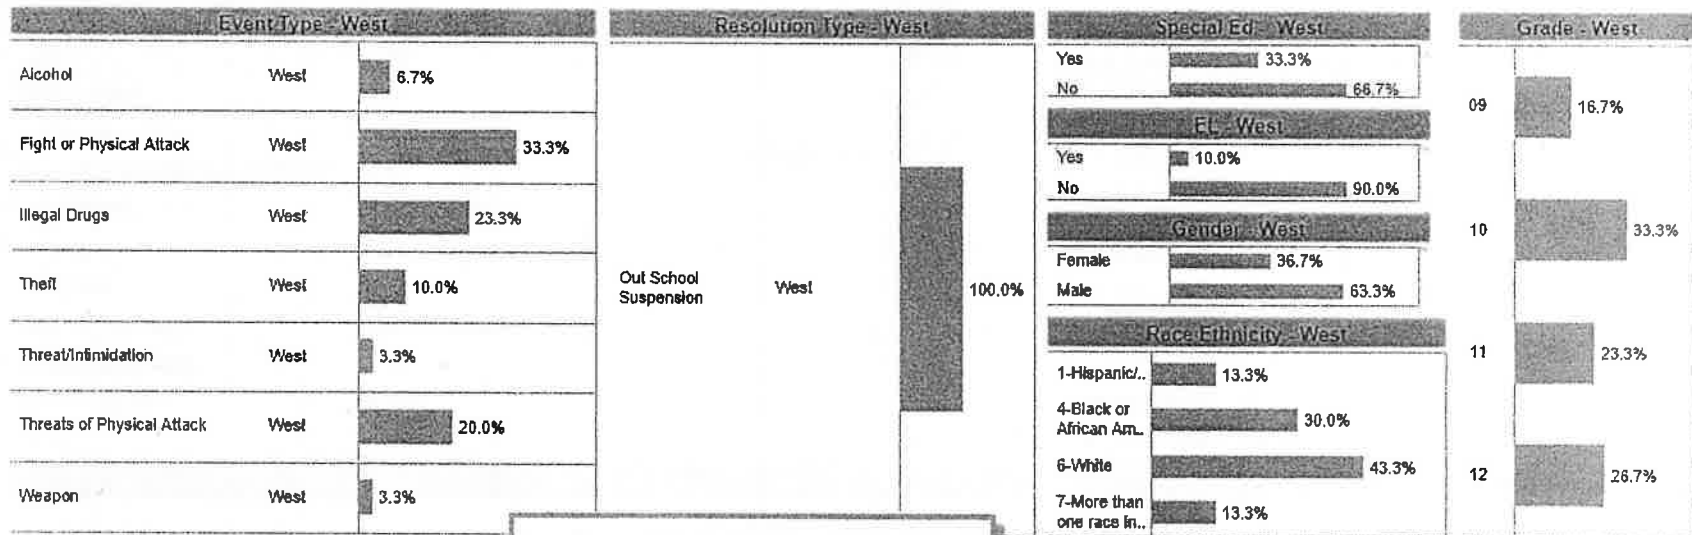 Event Type - West
Alcohol West 6.7%
Fight or Physical Attack West 33.3%
Illegal Drugs West 23.3%
Theft West 10.0%
Threat/Intimidation West 3.3%
Threats of Physical Attack West 20.0%
Weapon West 3.3%
Resolution Type - West
Out School
Suspension West 100.0%
Special Ed - West
Yes 33.3%
No 66.7%
EL - West
Yes 10.0%
No 90.0%
Gender - West
Female 36.7%
Male 63.3%
Race Ethnicity - West
1-Hispanic/.. 13.3%
4-Black or
African Am.. 30.0%
6-White 43.3%
7-More than
one race in.. 13.3%
Grade - West
09 16.7%
10 33.3%
11 23.3%
12 26.7%